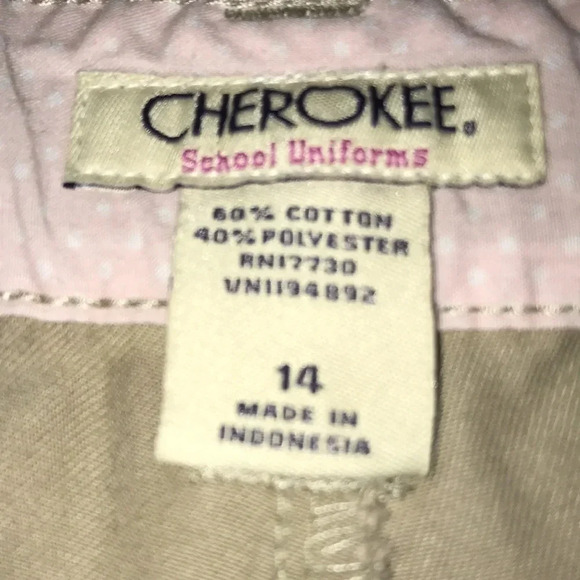 CHEROKEE®
School Uniforms
60% COTTON
40% POLYESTER
RN17730
VN1194892
14
MADE IN
INDONESIA